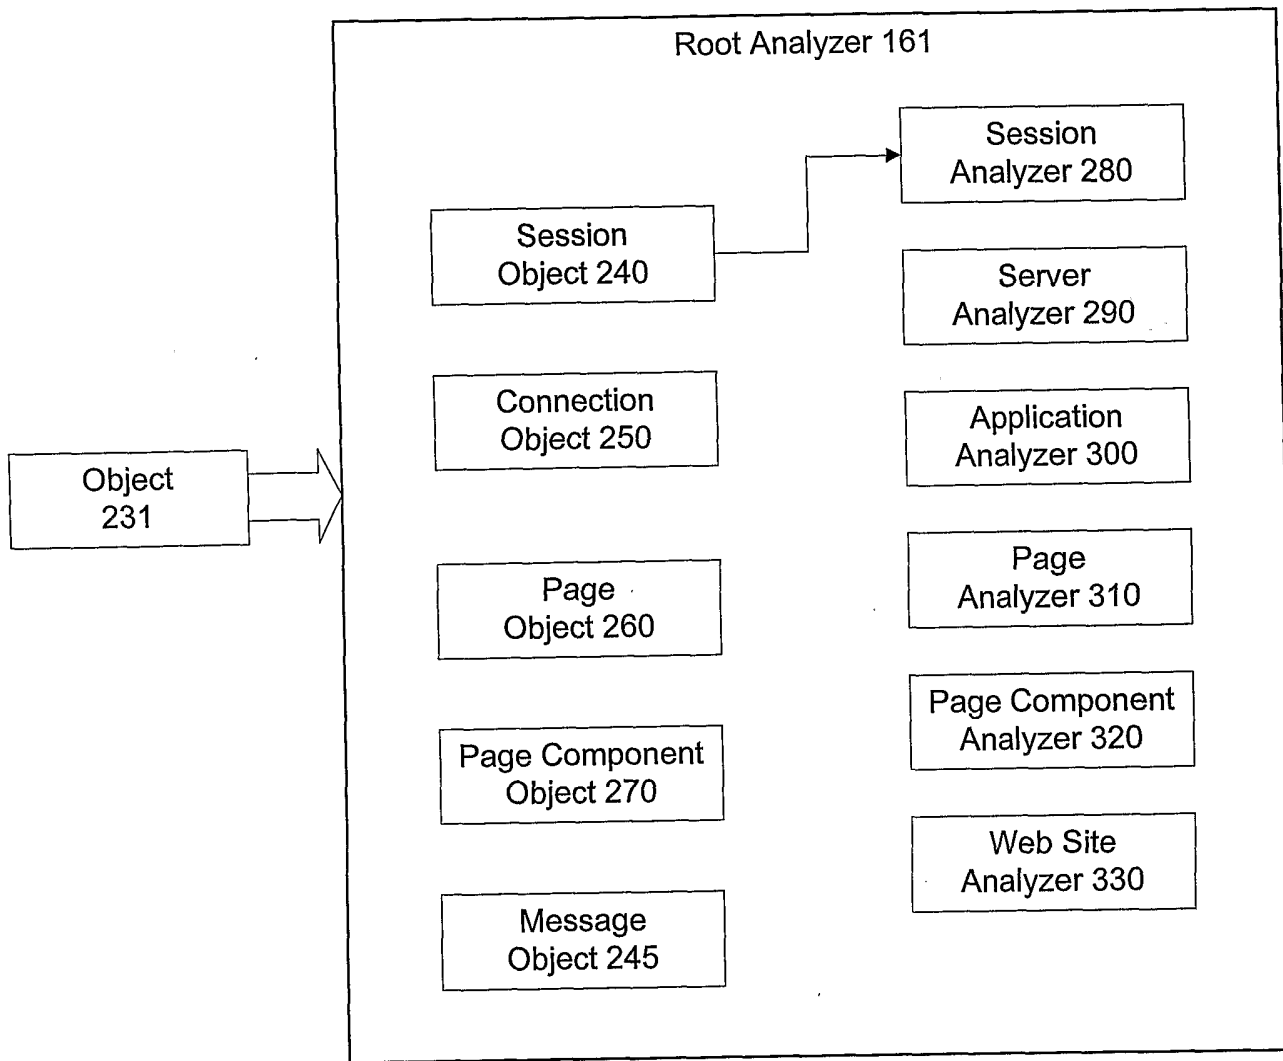 Root Analyzer 161
Object
231
Session
Object 240
Connection
Object 250
Page
Object 260
Page Component
Object 270
Message
Object 245
Session
Analyzer 280
Server
Analyzer 290
Application
Analyzer 300
Page
Analyzer 310
Page Component
Analyzer 320
Web Site
Analyzer 330